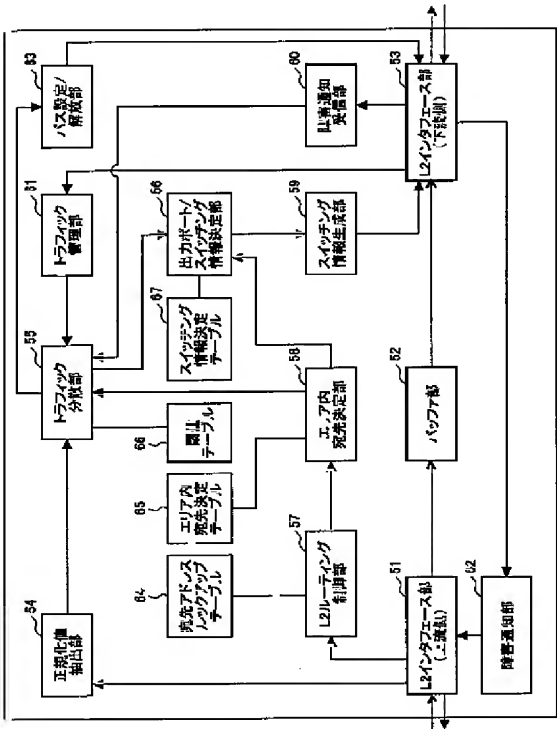 54
正規化値
抽出部
55
トラフィック
分散部
61
トラフィック
管理部
63
パス設定/
解放部
64
宛先アドレス
ルックアップ
テーブル
65
エリア内
宛先決定
テーブル
66
テーブル
67
スイッチング
情報決定
テーブル
56
出力ポート/
スイッチング
情報決定部
60
障害通知
受信部
57
L2ルーティング
制御部
58
エリア内
宛先決定部
59
スイッチング
情報生成部
51
L2インタフェース部
(上流側)
52
バッファ部
53
L2インタフェース部
(下流側)
62
障害通知部